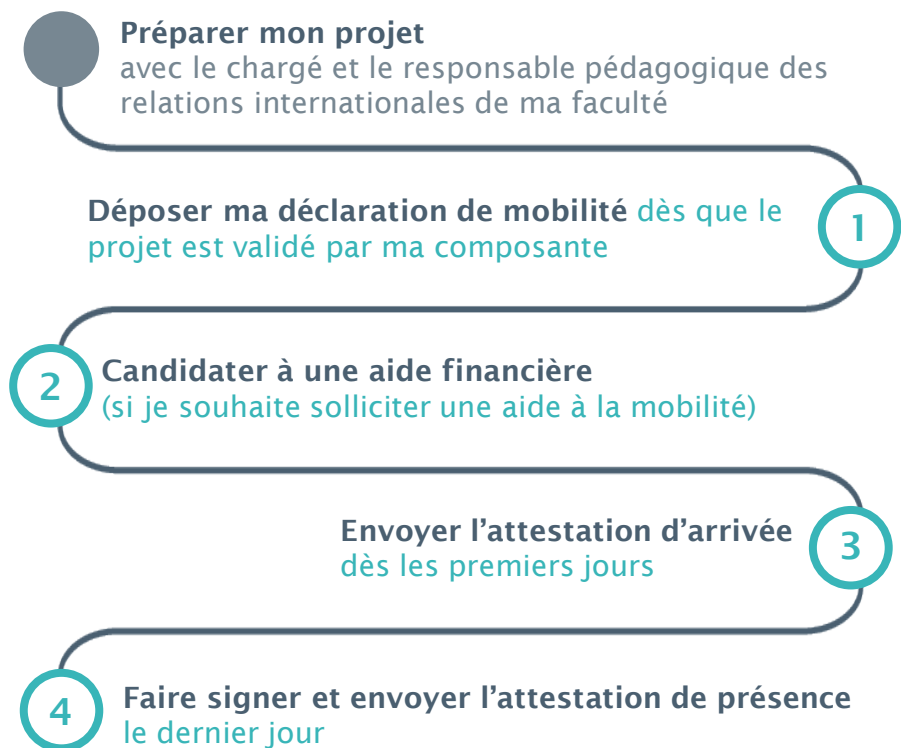 Préparer mon projet
avec le chargé et le responsable pédagogique des
relations internationales de ma faculté
Déposer ma déclaration de mobilité dès que le
projet est validé par ma composante
1
2
Candidater à une aide financière
(si je souhaite solliciter une aide à la mobilité)
Envoyer l’attestation d’arrivée
dès les premiers jours
3
4
Faire signer et envoyer l’attestation de présence
le dernier jour